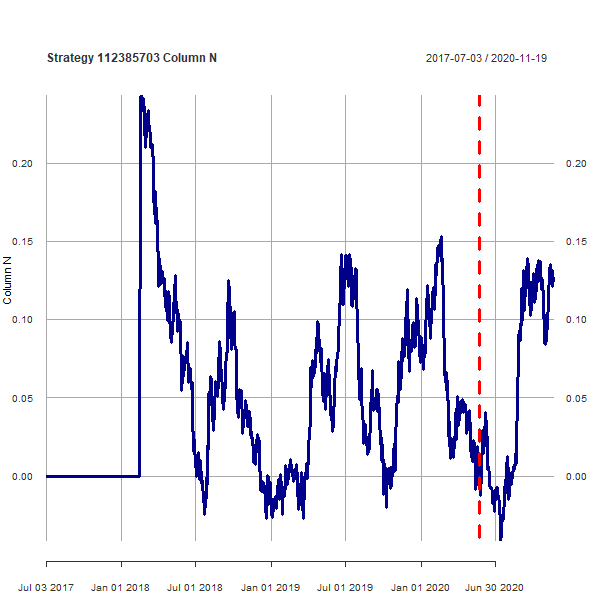 Strategy 112385703 Column N
2017-07-03 / 2020-11-19
0.20 0.20
0.15 0.15
0.10 0.10
0.05 0.05
0.00 0.00
Column N
Jul 03 2017 Jan 01 2018 Jul 01 2018 Jan 01 2019 Jul 01 2019 Jan 01 2020 Jun 30 2020